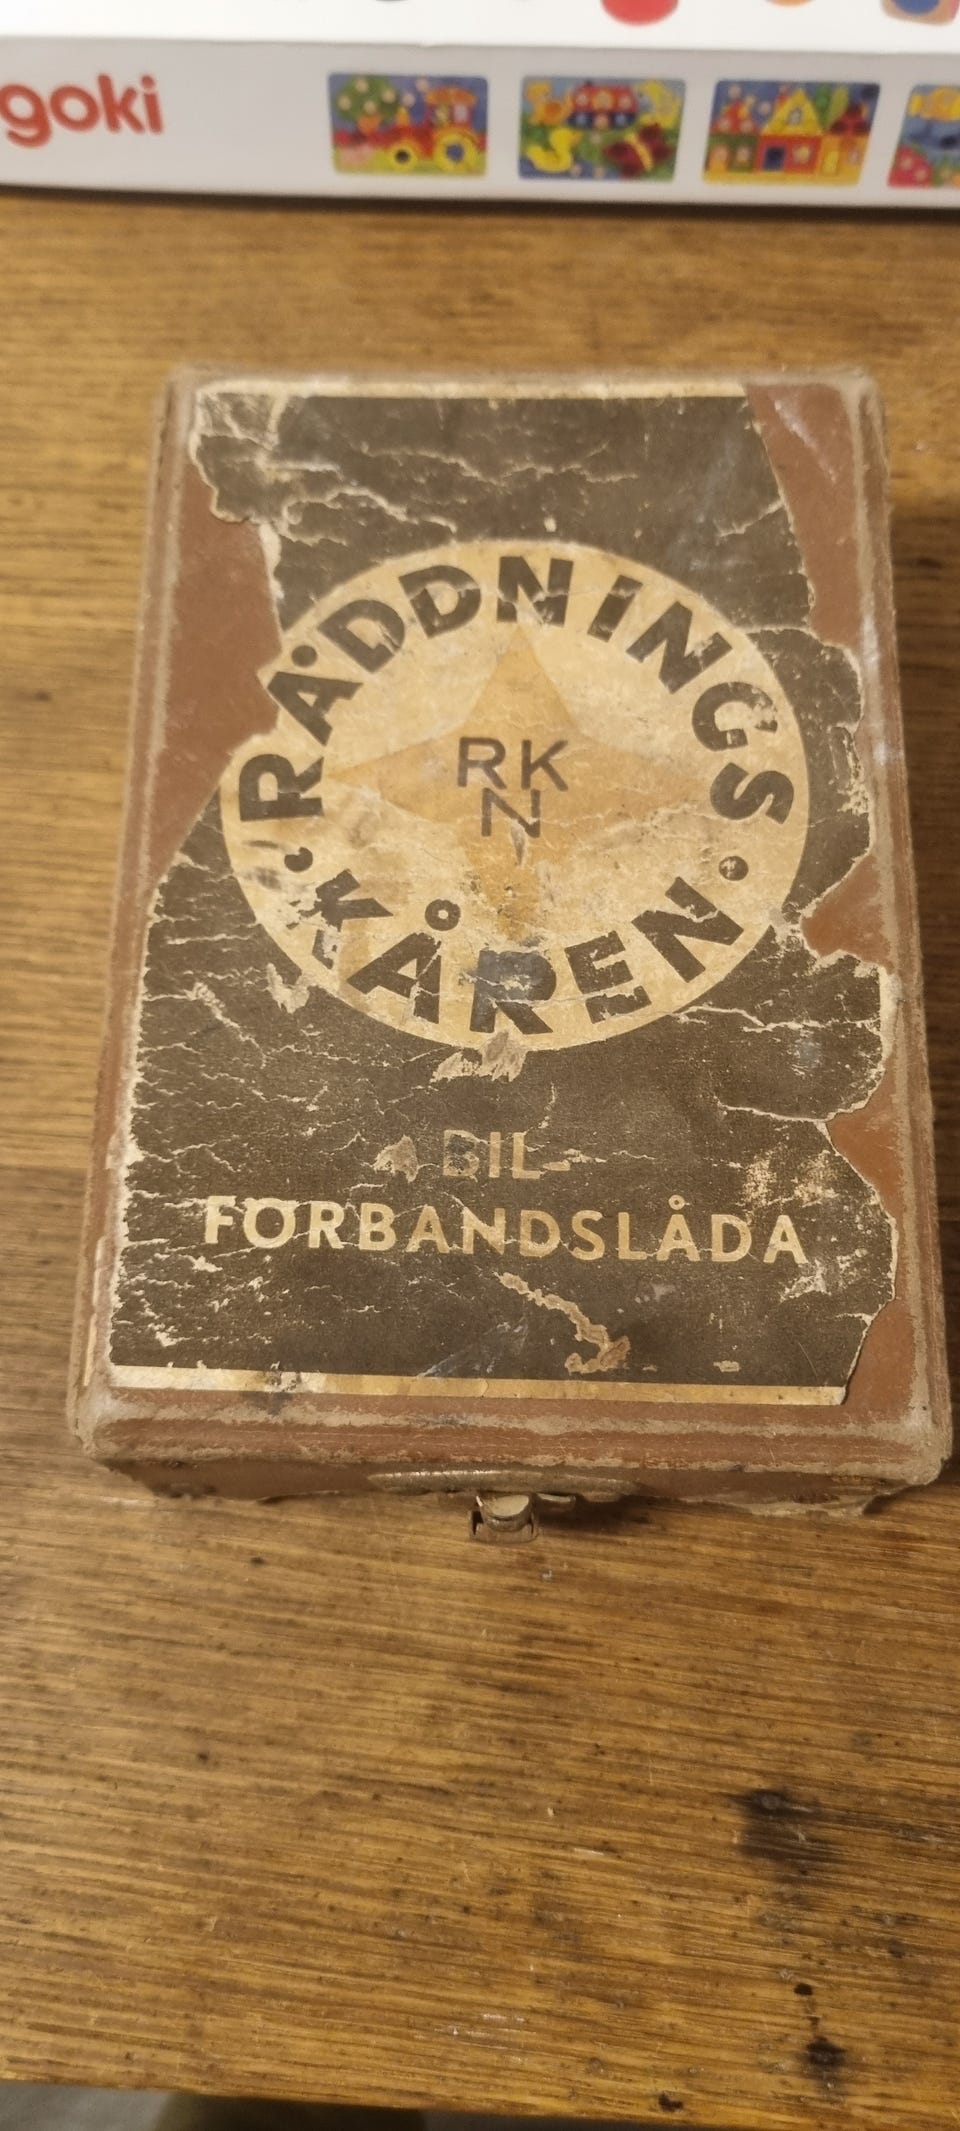 goki
RÄDDNINGS
KÅREN
RK
N
BIL-
FÖRBANDSLÅDA